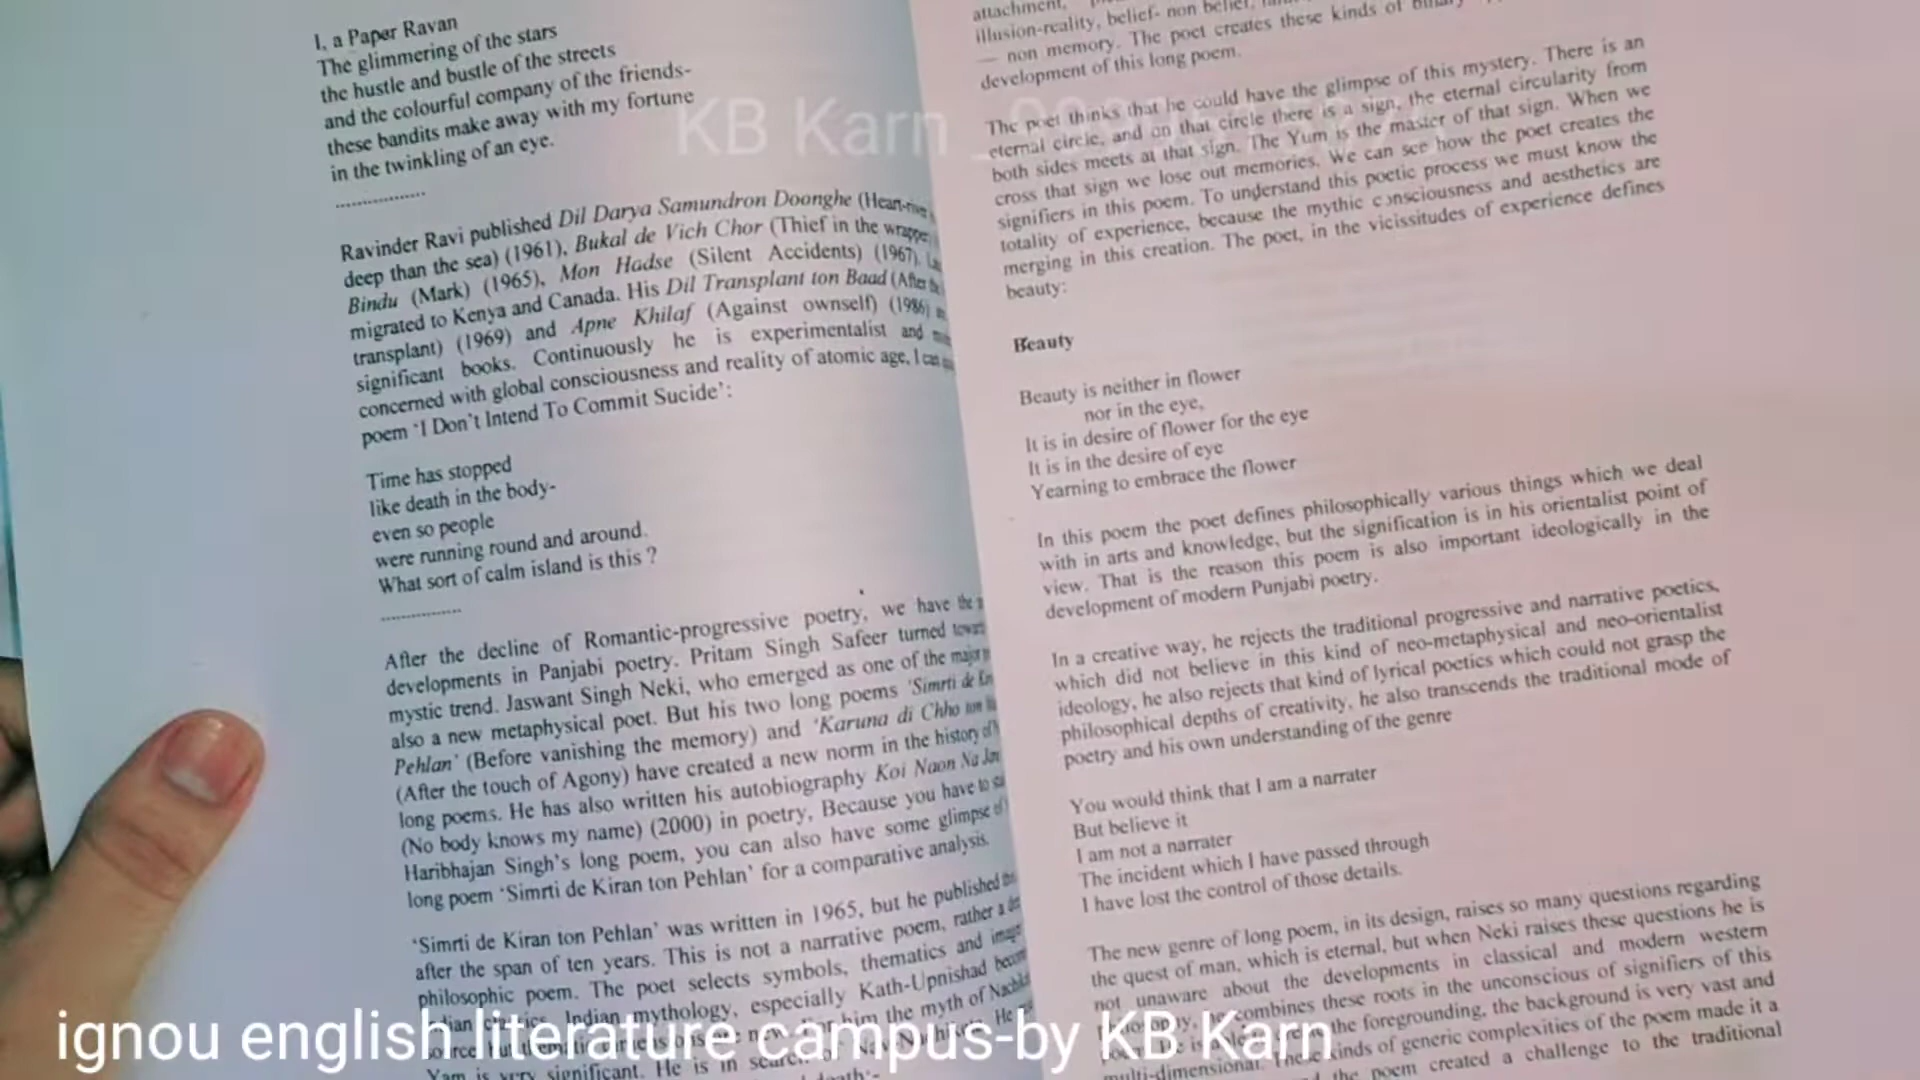 I, a Paper Ravan
The glimmering of the stars
the hustle and bustle of the streets
and the colourful company of the friends-
these bandits make away with my fortune
in the twinkling of an eye.
.................
Ravinder Ravi published Dil Darya Samundron Doonghe
deep than the sea) (1961), Bukal de Vich Chor (Thief in the
Bindu (Mark) (1965), Mon Hadse (Silent Accidents) (1967).
migrated to Kenya and Canada. His Dil Transplant ton Baad (After
transplant) (1969) and Apne Khilaf (Against ownself) (1986)
significant books. Continuously he is experimentalist and
concerned with global consciousness and reality of atomic age, I can
poem 'I Don't Intend To Commit Sucide':
Time has stopped
like death in the body-
even so people
were running round and around.
What sort of calm island is this ?
...............
After the decline of Romantic-progressive poetry, we have the
developments in Panjabi poetry. Pritam Singh Safeer turned
mystic trend. Jaswant Singh Neki, who emerged as one of the major
also a new metaphysical poet. But his two long poems 'Simrti de
Pehlan' (Before vanishing the memory) and 'Karuna di Chho ton
(After the touch of Agony) have created a new norm in the history of
long poems. He has also written his autobiography Koi Naon Na
(No body knows my name) (2000) in poetry, Because you have to
Haribhajan Singh's long poem, you can also have some glimpse of
long poem 'Simrti de Kiran ton Pehlan' for a comparative analysis.
'Simrti de Kiran ton Pehlan' was written in 1965, but he published
after the span of ten years. This is not a narrative poem, rather a
philosophic poem. The poet selects symbols, thematics and
Indian mythology, especially Kath-Upnishad
him the myth of
Yam is very significant. He is in search
attachment,
illusion-reality, belief- non belief,
— non memory. The poet creates these kinds of
development of this long poem.
The poet thinks that he could have the glimpse of this mystery. There is an
eternal circle, and on that circle there is a sign, the eternal circularity from
both sides meets at that sign. The Yum is the master of that sign. When we
cross that sign we lose out memories. We can see how the poet creates the
signifiers in this poem. To understand this poetic process we must know the
totality of experience, because the mythic consciousness and aesthetics are
merging in this creation. The poet, in the vicissitudes of experience defines
beauty:
Beauty
Beauty is neither in flower
nor in the eye,
It is in desire of flower for the eye
It is in the desire of eye
Yearning to embrace the flower
In this poem the poet defines philosophically various things which we deal
with in arts and knowledge, but the signification is in his orientalist point of
view. That is the reason this poem is also important ideologically in the
development of modern Punjabi poetry.
In a creative way, he rejects the traditional progressive and narrative poetics,
which did not believe in this kind of neo-metaphysical and neo-orientalist
ideology, he also rejects that kind of lyrical poetics which could not grasp the
philosophical depths of creativity, he also transcends the traditional mode of
poetry and his own understanding of the genre
You would think that I am a narrater
But believe it
I am not a narrater
The incident which I have passed through
I have lost the control of those details.
The new genre of long poem, in its design, raises so many questions regarding
the quest of man, which is eternal, but when Neki raises these questions he is
not unaware about the developments in classical and modern western
combines these roots in the unconscious of signifiers of this
the foregrounding, the background is very vast and
multi-dimensional. These kinds of generic complexities of the poem made it a
the poem created a challenge to the traditional
KB Karn
ignou english literature campus-by KB Karn